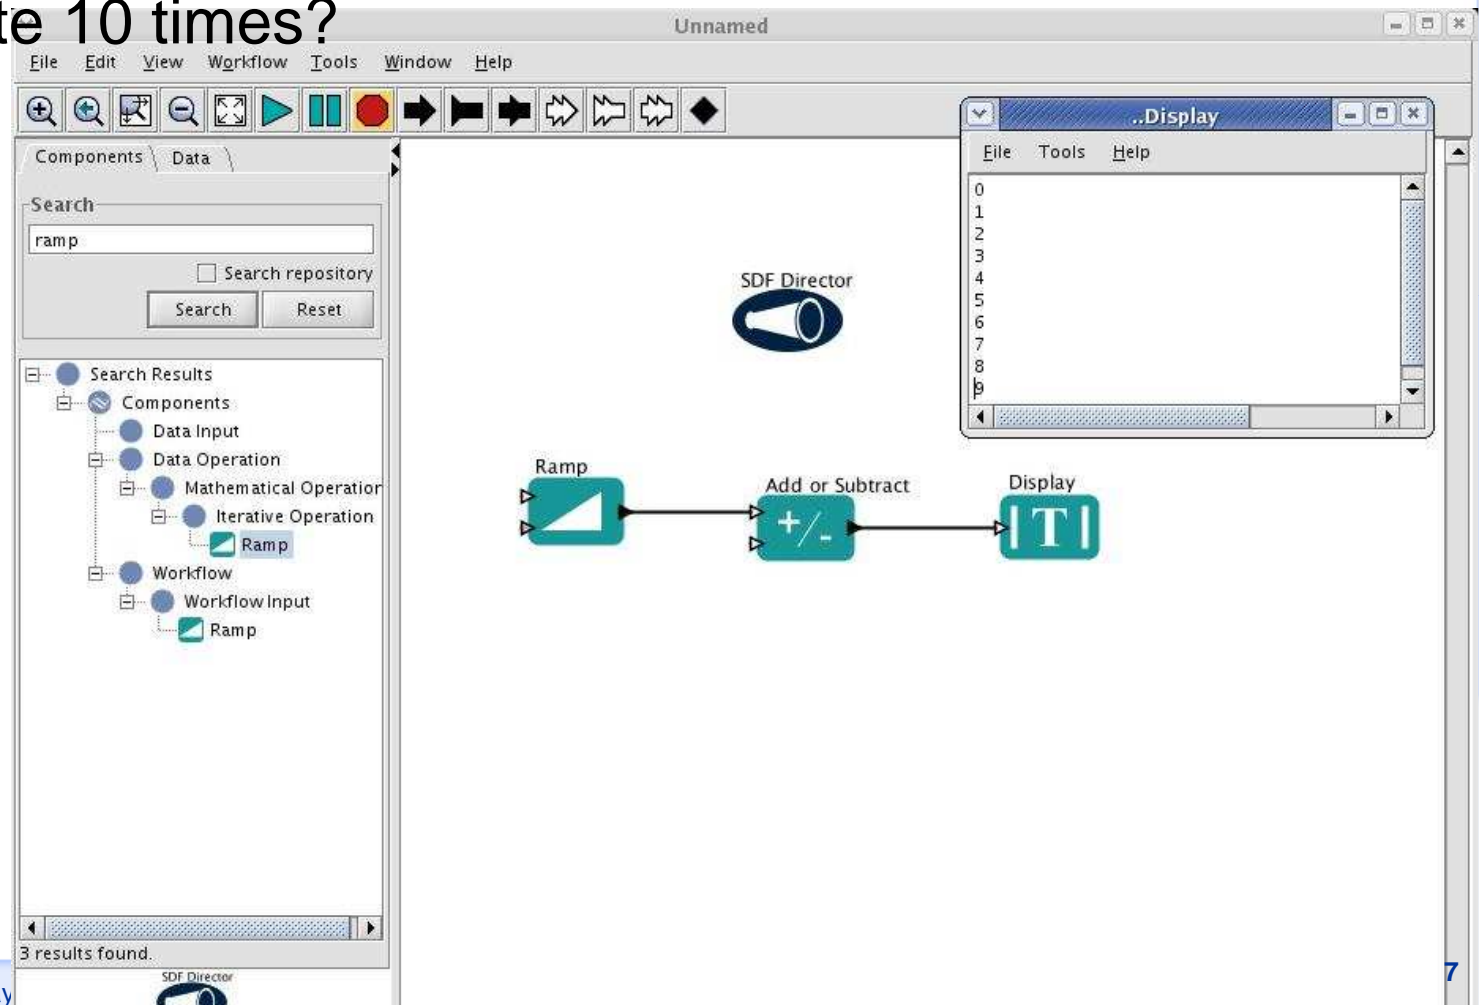 te 10 times?
Unnamed
File Edit View Workflow Tools Window Help
Components Data
Search
ramp
Search repository
Search Reset
Search Results
Components
Data Input
Data Operation
Mathematical Operation
Iterative Operation
Ramp
Workflow
Workflow Input
Ramp
3 results found.
SDF Director
..Display
File Tools Help
0
1
2
3
4
5
6
7
8
9
SDF Director
Ramp
Add or Subtract
+/-
Display
T
7